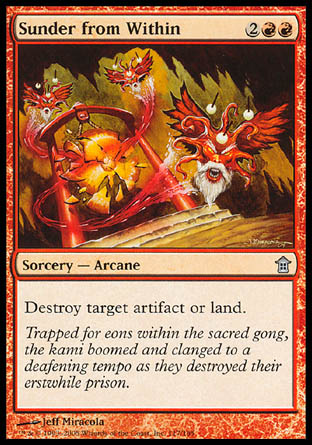 Sunder from Within 2
Sorcery — Arcane
Destroy target artifact or land.
Trapped for eons within the sacred gong,
the kami boomed and clanged to a
deafening tempo as they destroyed their
erstwhile prison.
Jeff Miracola